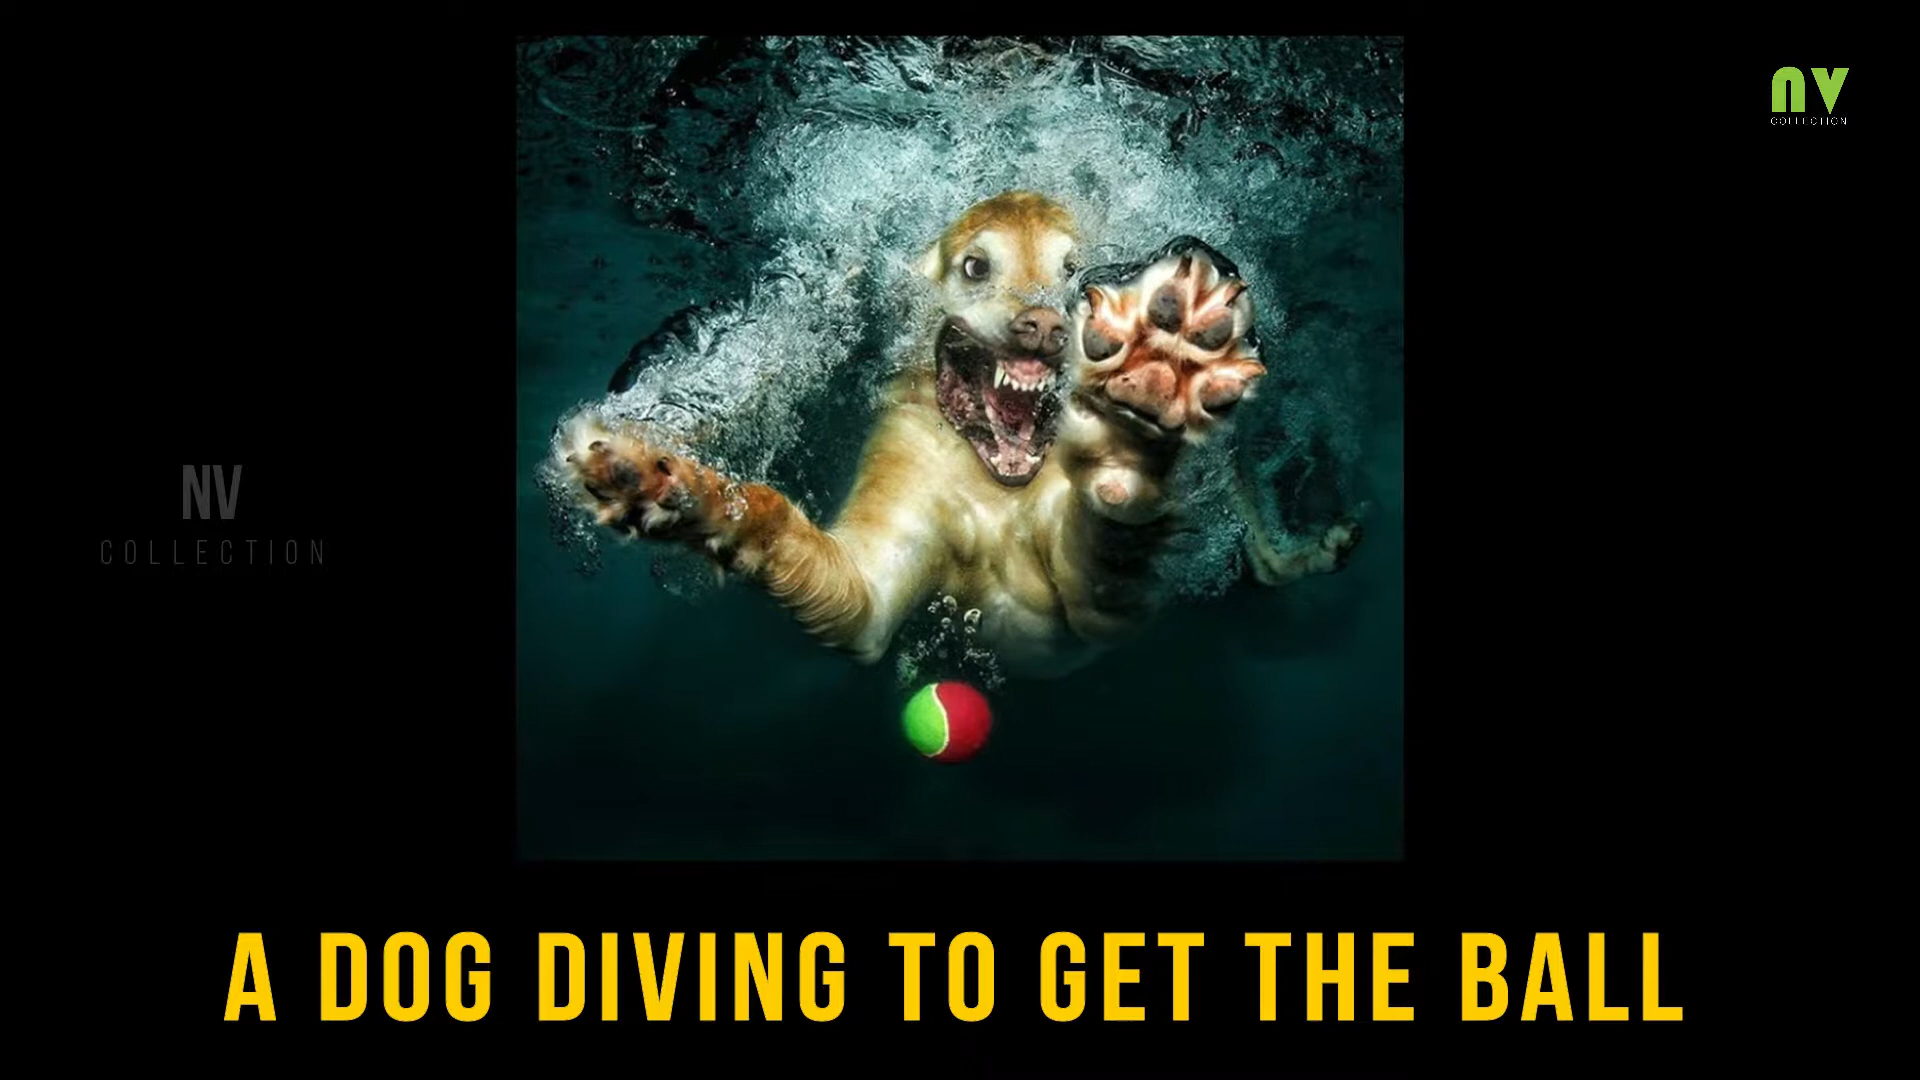 NV
COLLECTION
NV
COLLECTION
A DOG DIVING TO GET THE BALL